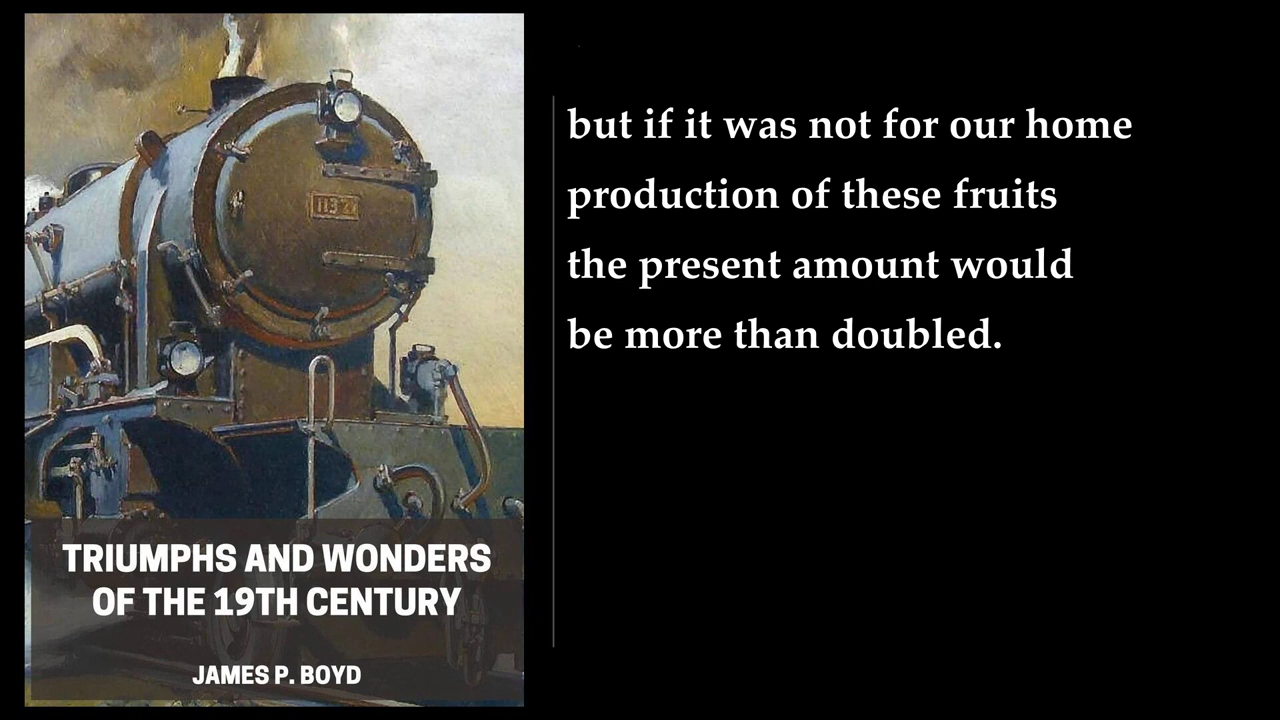 but if it was not for our home
production of these fruits
the present amount would
be more than doubled.
TRIUMPHS AND WONDERS
OF THE 19TH CENTURY
JAMES P. BOYD